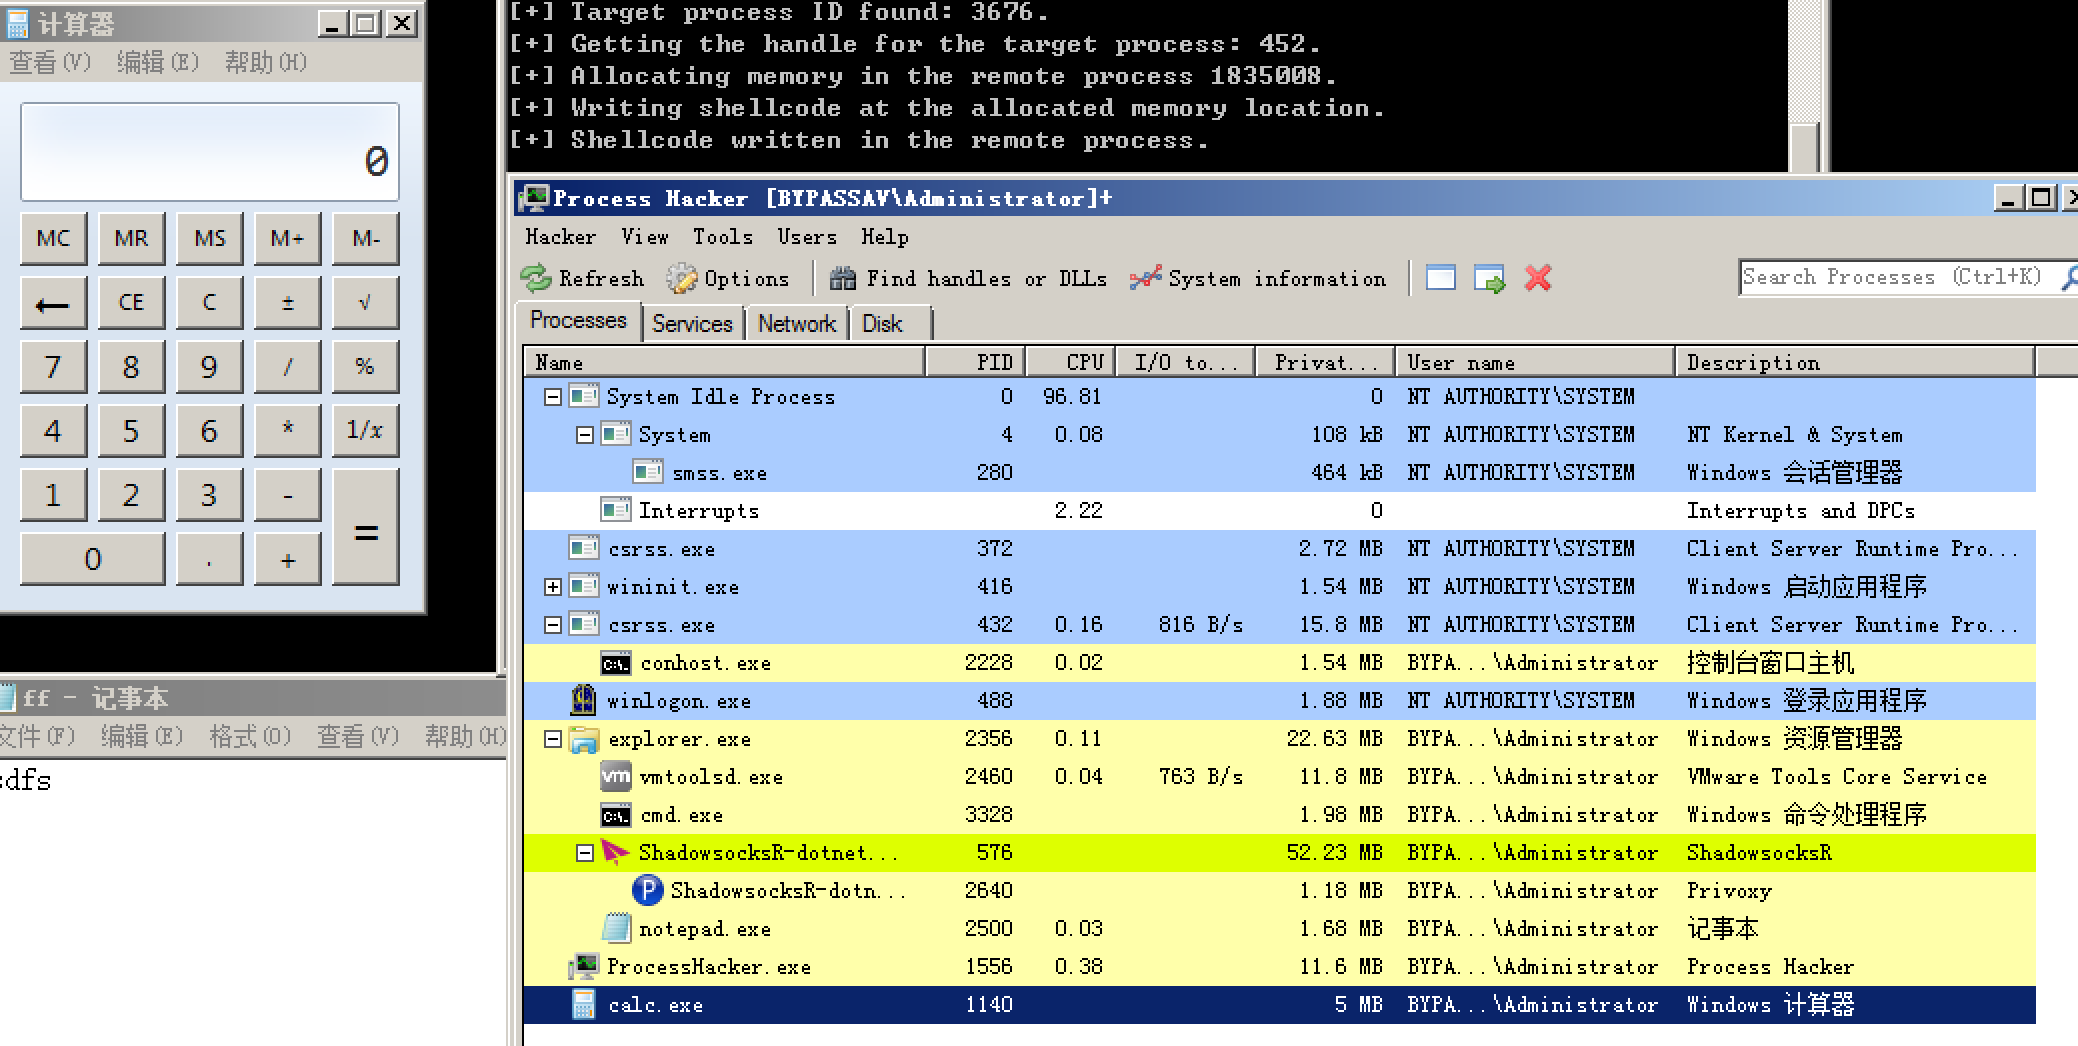 计算器
查看(V) 编辑(E) 帮助(H)
0
MC MR MS M+ M-
← CE C ± √
7 8 9 / %
4 5 6 * 1/x
1 2 3 - =
0 . +
[+] Target process ID found: 3676.
[+] Getting the handle for the target process: 452.
[+] Allocating memory in the remote process 1835008.
[+] Writing shellcode at the allocated memory location.
[+] Shellcode written in the remote process.
Process Hacker [BYPASSAV\Administrator]+
Hacker View Tools Users Help
Refresh Options Find handles or DLLs System information Search Processes (Ctrl+K)
Processes Services Network Disk
Name PID CPU I/O to... Privat... User name Description
System Idle Process 0 96.81 0 NT AUTHORITY\SYSTEM
System 4 0.08 108 kB NT AUTHORITY\SYSTEM NT Kernel & System
smss.exe 280 464 kB NT AUTHORITY\SYSTEM Windows 会话管理器
Interrupts 2.22 0 Interrupts and DPCs
csrss.exe 372 2.72 MB NT AUTHORITY\SYSTEM Client Server Runtime Pro...
wininit.exe 416 1.54 MB NT AUTHORITY\SYSTEM Windows 启动应用程序
csrss.exe 432 0.16 816 B/s 15.8 MB NT AUTHORITY\SYSTEM Client Server Runtime Pro...
conhost.exe 2228 0.02 1.54 MB BYPA...\Administrator 控制台窗口主机
winlogon.exe 488 1.88 MB NT AUTHORITY\SYSTEM Windows 登录应用程序
explorer.exe 2356 0.11 22.63 MB BYPA...\Administrator Windows 资源管理器
vmtoolsd.exe 2460 0.04 763 B/s 11.8 MB BYPA...\Administrator VMware Tools Core Service
cmd.exe 3328 1.98 MB BYPA...\Administrator Windows 命令处理程序
ShadowsocksR-dotnet... 576 52.23 MB BYPA...\Administrator ShadowsocksR
ShadowsocksR-dotn... 2640 1.18 MB BYPA...\Administrator Privoxy
notepad.exe 2500 0.03 1.68 MB BYPA...\Administrator 记事本
ProcessHacker.exe 1556 0.38 11.6 MB BYPA...\Administrator Process Hacker
calc.exe 1140 5 MB BYPA...\Administrator Windows 计算器
ff - 记事本
文件(F) 编辑(E) 格式(O) 查看(V) 帮助(H)
dfs